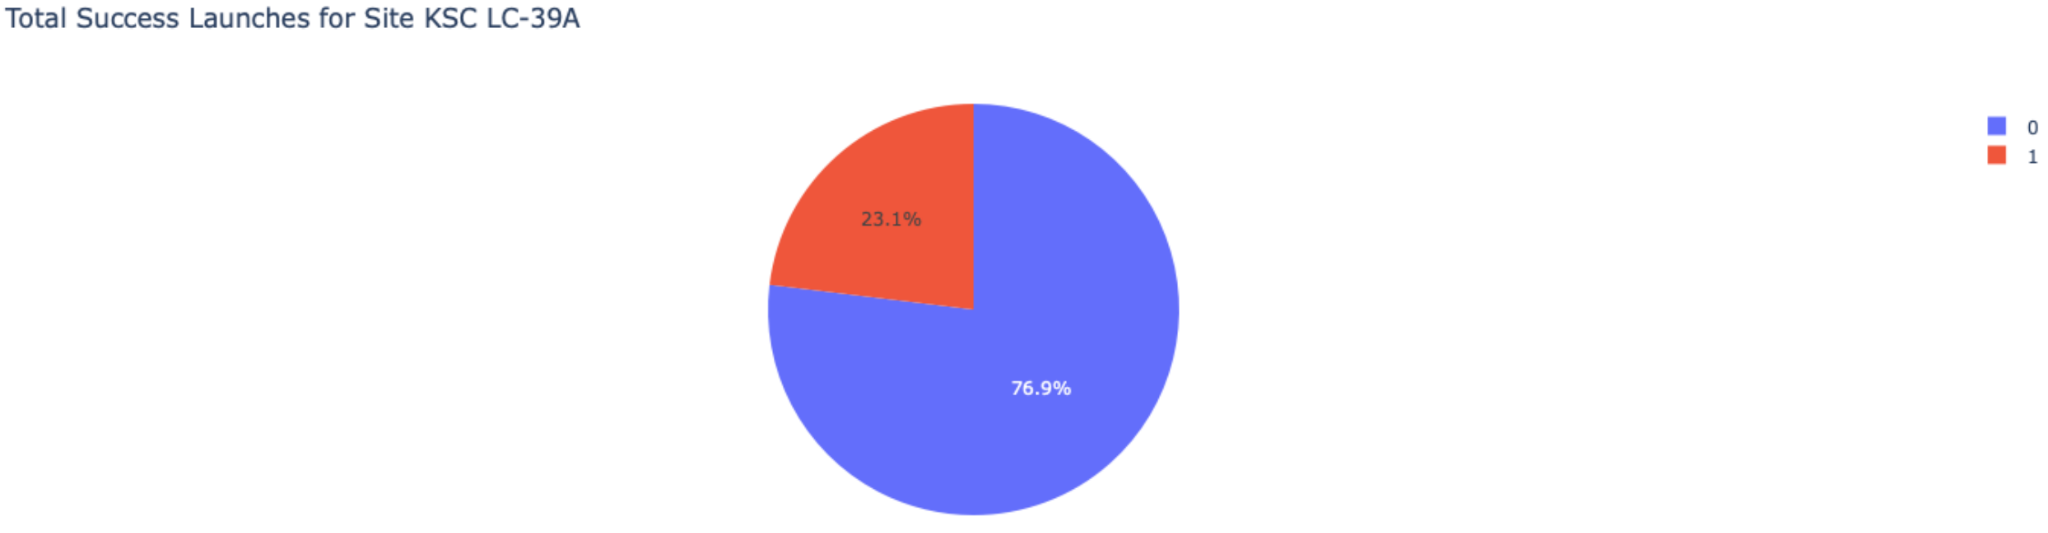 Total Success Launches for Site KSC LC-39A
0
1
23.1%
76.9%